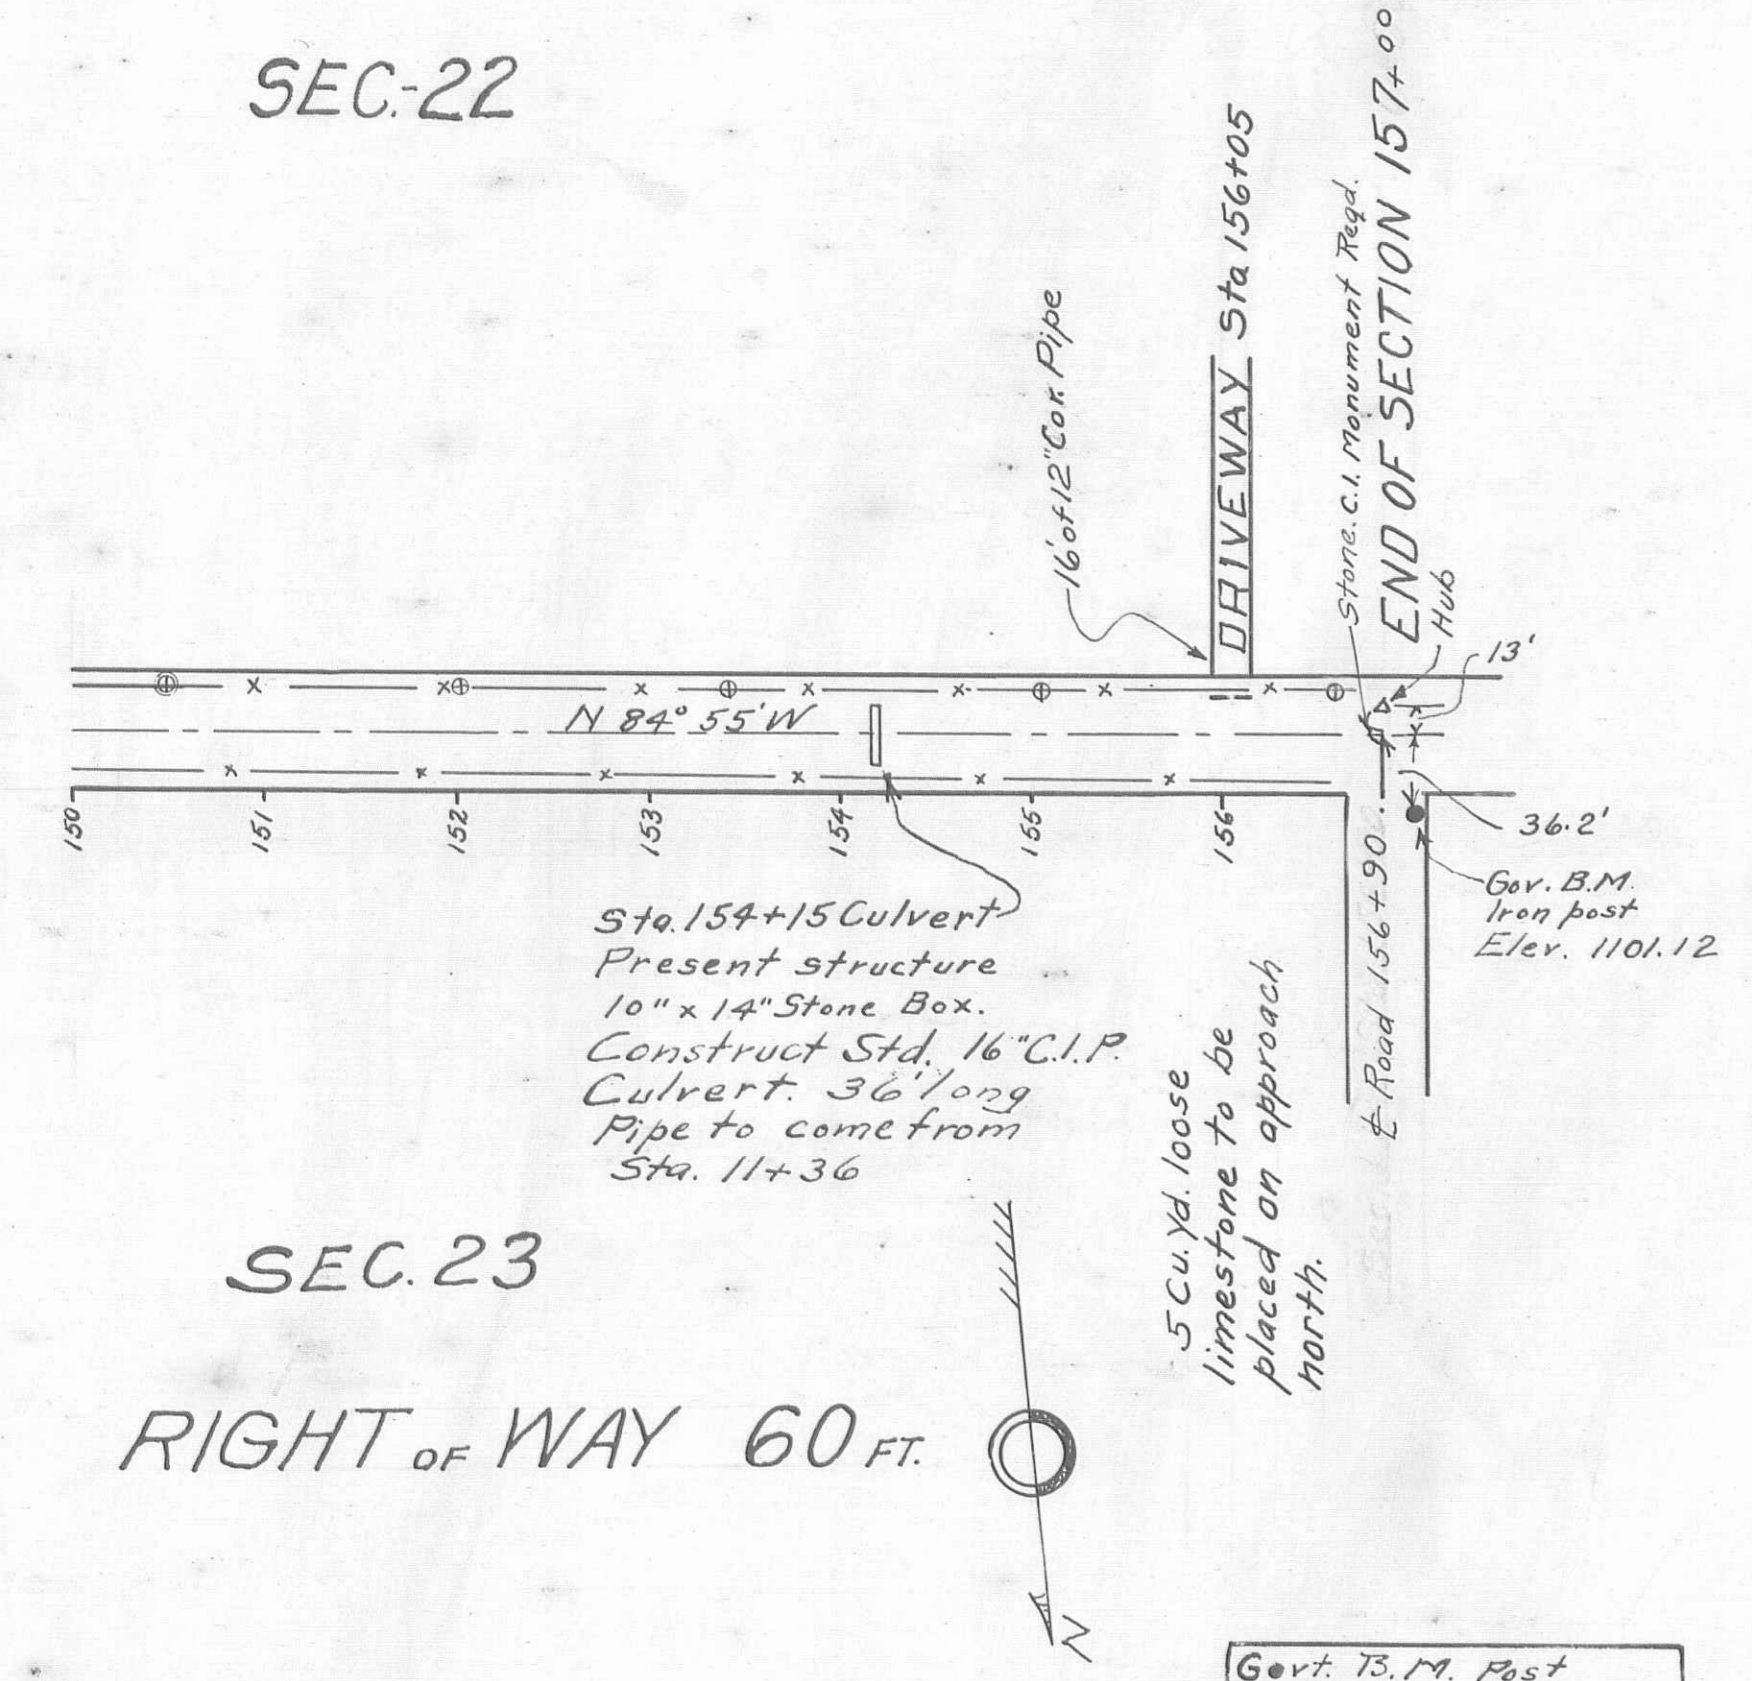 SEC.-22
16' of 12" Cor. Pipe
DRIVEWAY Sta 156+05
Stone. C.I. Monument Reqd.
END OF SECTION 157+00
Hub
13'
N 84° 55' W
150
151
152
153
154
155
156
36.2'
Gov. B.M.
Iron post
Elev. 1101.12
Sta. 154+15 Culvert
Present structure
10" x 14" Stone Box.
Construct Std. 16" C.I.P.
Culvert. 36' long
Pipe to come from
Sta. 11+36
℄ Road 156+90
5 Cu. Yd. loose
limestone to be
placed on approach
north.
SEC. 23
RIGHT OF WAY 60 FT.
N
Govt. B.M. Post